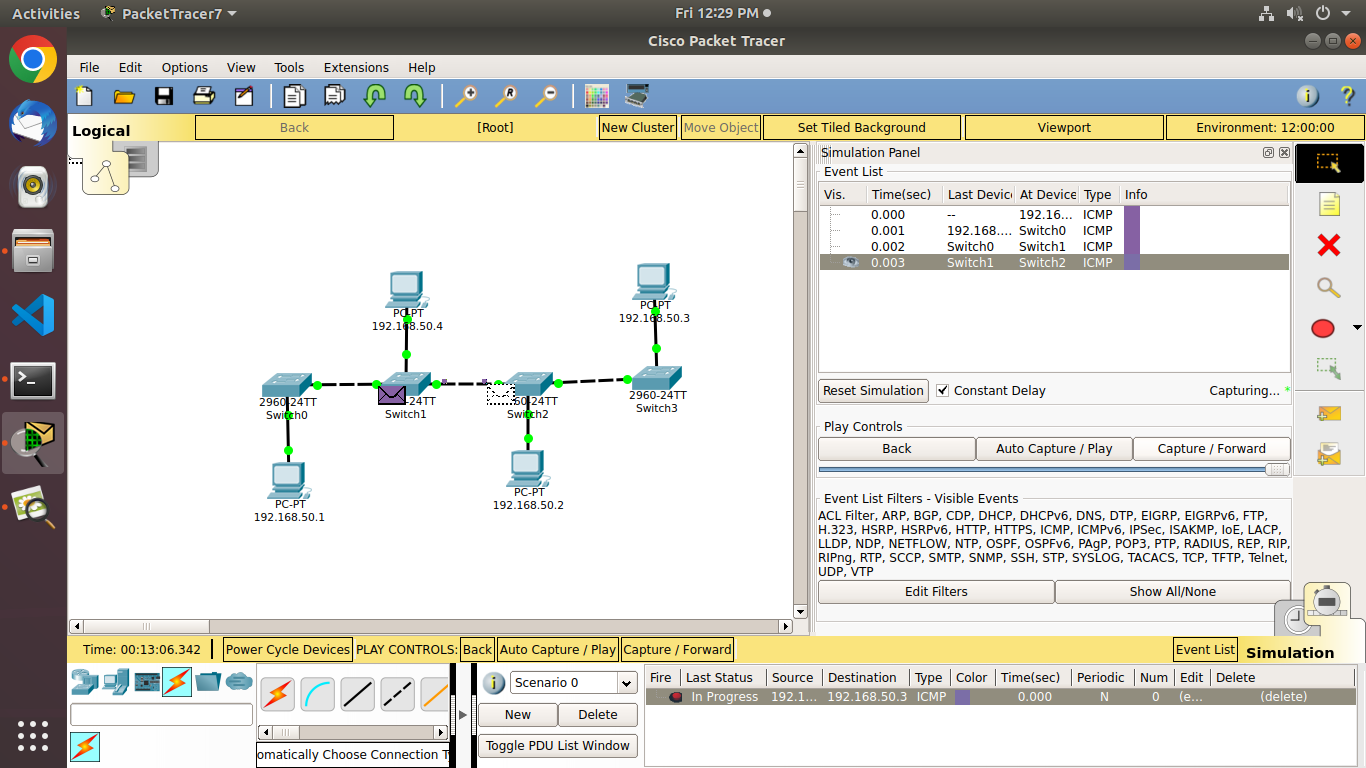 Activities PacketTracer7 Fri 12:29 PM
Cisco Packet Tracer
File Edit Options View Tools Extensions Help
Logical Back [Root] New Cluster Move Object Set Tiled Background Viewport Environment: 12:00:00
Simulation Panel
Event List
Vis. Time(sec) Last Devic At Device Type Info
0.000 -- 192.16... ICMP
0.001 192.168.... Switch0 ICMP
0.002 Switch0 Switch1 ICMP
0.003 Switch1 Switch2 ICMP
PC-PT
192.168.50.4
PC-PT
192.168.50.3
2960-24TT
Switch0
-24TT
Switch1
60-24TT
Switch2
2960-24TT
Switch3
PC-PT
192.168.50.1
PC-PT
192.168.50.2
Reset Simulation Constant Delay Capturing... *
Play Controls
Back Auto Capture / Play Capture / Forward
Event List Filters - Visible Events
ACL Filter, ARP, BGP, CDP, DHCP, DHCPv6, DNS, DTP, EIGRP, EIGRPv6, FTP,
H.323, HSRP, HSRPv6, HTTP, HTTPS, ICMP, ICMPv6, IPSec, ISAKMP, IoE, LACP,
LLDP, NDP, NETFLOW, NTP, OSPF, OSPFv6, PAgP, POP3, PTP, RADIUS, REP, RIP,
RIPng, RTP, SCCP, SMTP, SNMP, SSH, STP, SYSLOG, TACACS, TCP, TFTP, Telnet,
UDP, VTP
Edit Filters Show All/None
Time: 00:13:06.342 Power Cycle Devices PLAY CONTROLS: Back Auto Capture / Play Capture / Forward Event List Simulation
Scenario 0
New Delete
Toggle PDU List Window
Fire Last Status Source Destination Type Color Time(sec) Periodic Num Edit Delete
In Progress 192.1... 192.168.50.3 ICMP 0.000 N 0 (e... (delete)
omatically Choose Connection T